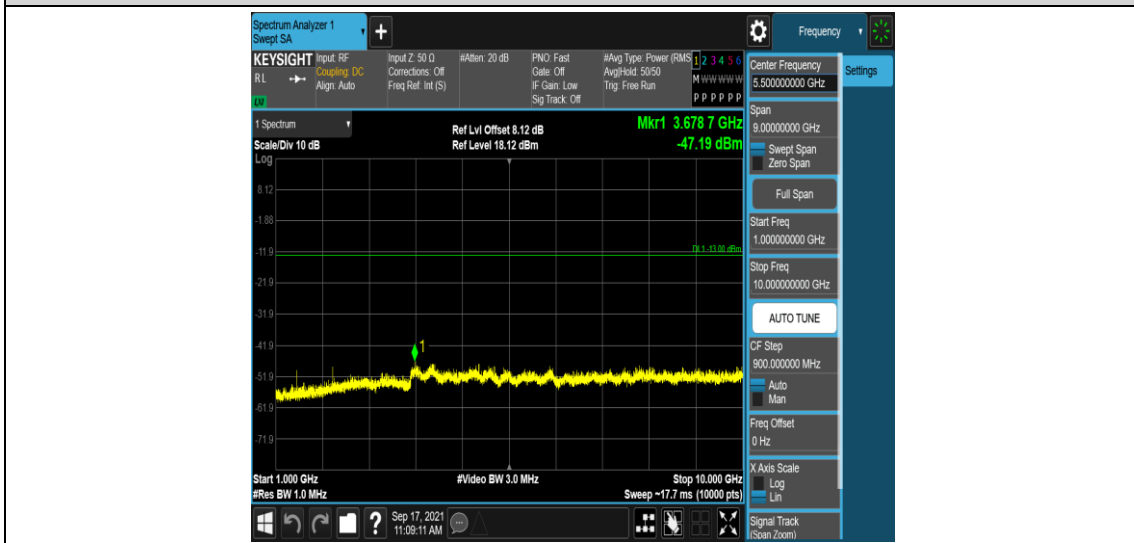 Spectrum Analyzer 1
Swept SA
+
Frequency
KEYSIGHT
RL
LXI
Input: RF
Coupling: DC
Align: Auto
Input Z: 50 Ω
Corrections: Off
Freq Ref: Int (S)
#Atten: 20 dB
PNO: Fast
Gate: Off
IF Gain: Low
Sig Track: Off
#Avg Type: Power (RMS
Avg|Hold: 50/50
Trig: Free Run
1 2 3 4 5 6
M W W W W W
P P P P P P
Center Frequency
5.500000000 GHz
Settings
Span
9.00000000 GHz
Swept Span
Zero Span
Full Span
Start Freq
1.000000000 GHz
Stop Freq
10.000000000 GHz
AUTO TUNE
CF Step
900.000000 MHz
Auto
Man
Freq Offset
0 Hz
X Axis Scale
Log
Lin
Signal Track
(Span Zoom)
1 Spectrum
Scale/Div 10 dB
Ref Lvl Offset 8.12 dB
Ref Level 18.12 dBm
Mkr1 3.678 7 GHz
-47.19 dBm
Log
8.12
-1.88
-11.9
DL1 -13.00 dBm
-21.9
-31.9
-41.9
1
-51.9
-61.9
-71.9
Start 1.000 GHz
#Video BW 3.0 MHz
Stop 10.000 GHz
#Res BW 1.0 MHz
Sweep ~17.7 ms (10000 pts)
?
Sep 17, 2021
11:09:11 AM